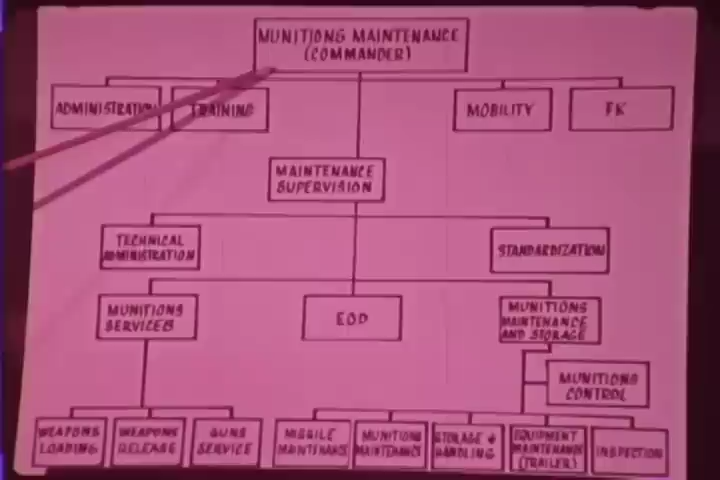 MUNITIONS MAINTENANCE
(COMMANDER)
ADMINISTRATION
TRAINING
MOBILITY
FK
MAINTENANCE
SUPERVISION
TECHNICAL
ADMINISTRATION
STANDARDIZATION
MUNITIONS
SERVICES
EOD
MUNITIONS
MAINTENANCE
AND STORAGE
MUNITIONS
CONTROL
WEAPONS
LOADING
WEAPONS
RELEASE
GUNS
SERVICE
MISSILE
MAINTENANCE
MUNITIONS
MAINTENANCE
STORAGE &
HANDLING
EQUIPMENT
MAINTENANCE
(TRAILER)
INSPECTION